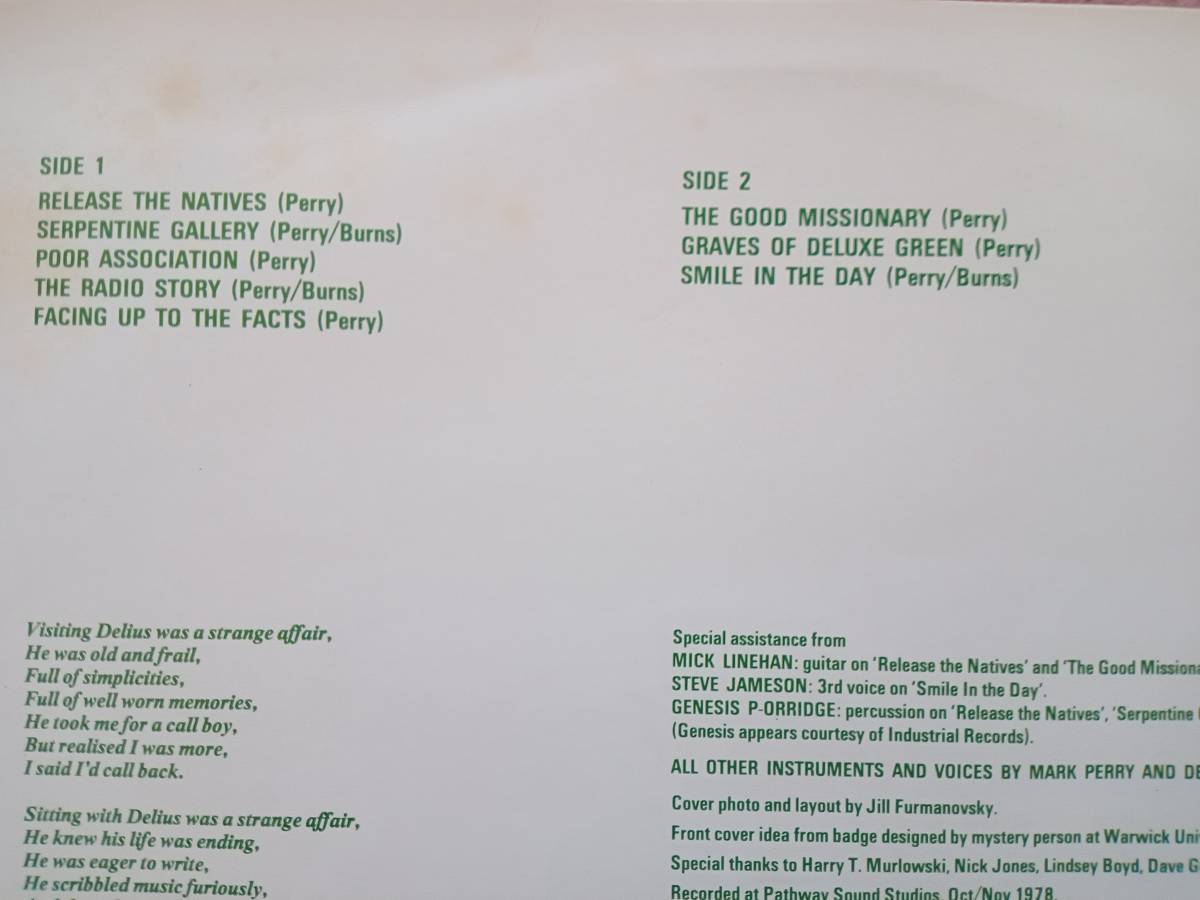 SIDE 1
RELEASE THE NATIVES (Perry)
SERPENTINE GALLERY (Perry/Burns)
POOR ASSOCIATION (Perry)
THE RADIO STORY (Perry/Burns)
FACING UP TO THE FACTS (Perry)
SIDE 2
THE GOOD MISSIONARY (Perry)
GRAVES OF DELUXE GREEN (Perry)
SMILE IN THE DAY (Perry/Burns)
Visiting Delius was a strange affair,
He was old and frail,
Full of simplicities,
Full of well worn memories,
He took me for a call boy,
But realised I was more,
I said I'd call back.
Sitting with Delius was a strange affair,
He knew his life was ending,
He was eager to write,
He scribbled music furiously,
Special assistance from
MICK LINEHAN: guitar on 'Release the Natives' and 'The Good
STEVE JAMESON: 3rd voice on 'Smile In the Day'.
GENESIS P-ORRIDGE: percussion on 'Release the Natives', 'Serpentine
(Genesis appears courtesy of Industrial Records).
ALL OTHER INSTRUMENTS AND VOICES BY MARK PERRY AND
Cover photo and layout by Jill Furmanovsky.
Front cover idea from badge designed by mystery person at Warwick
Special thanks to Harry T. Murlowski, Nick Jones, Lindsey Boyd, Dave
Recorded at Pathway Sound Studios, Oct/Nov 1978.